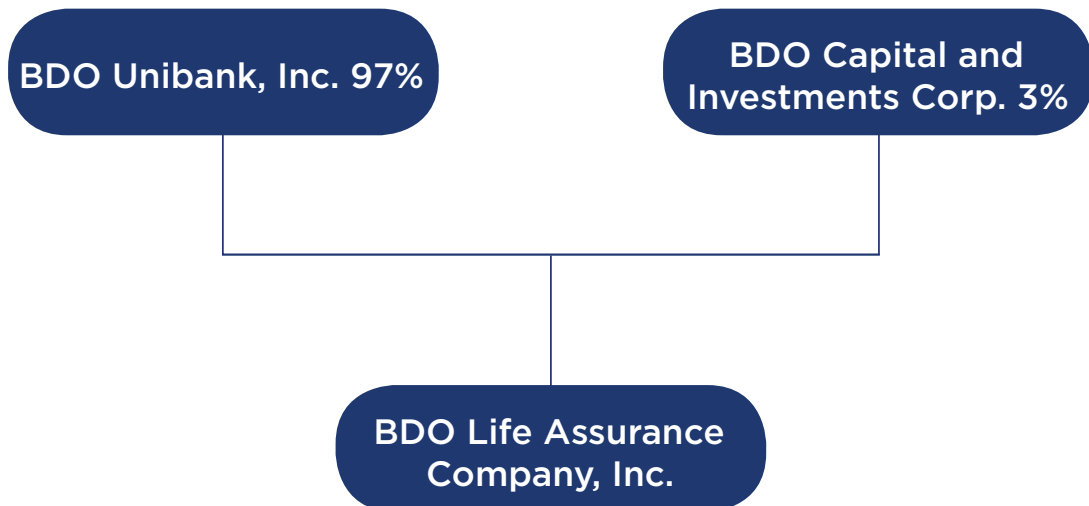 BDO Unibank, Inc. 97%
BDO Capital and
Investments Corp. 3%
BDO Life Assurance
Company, Inc.